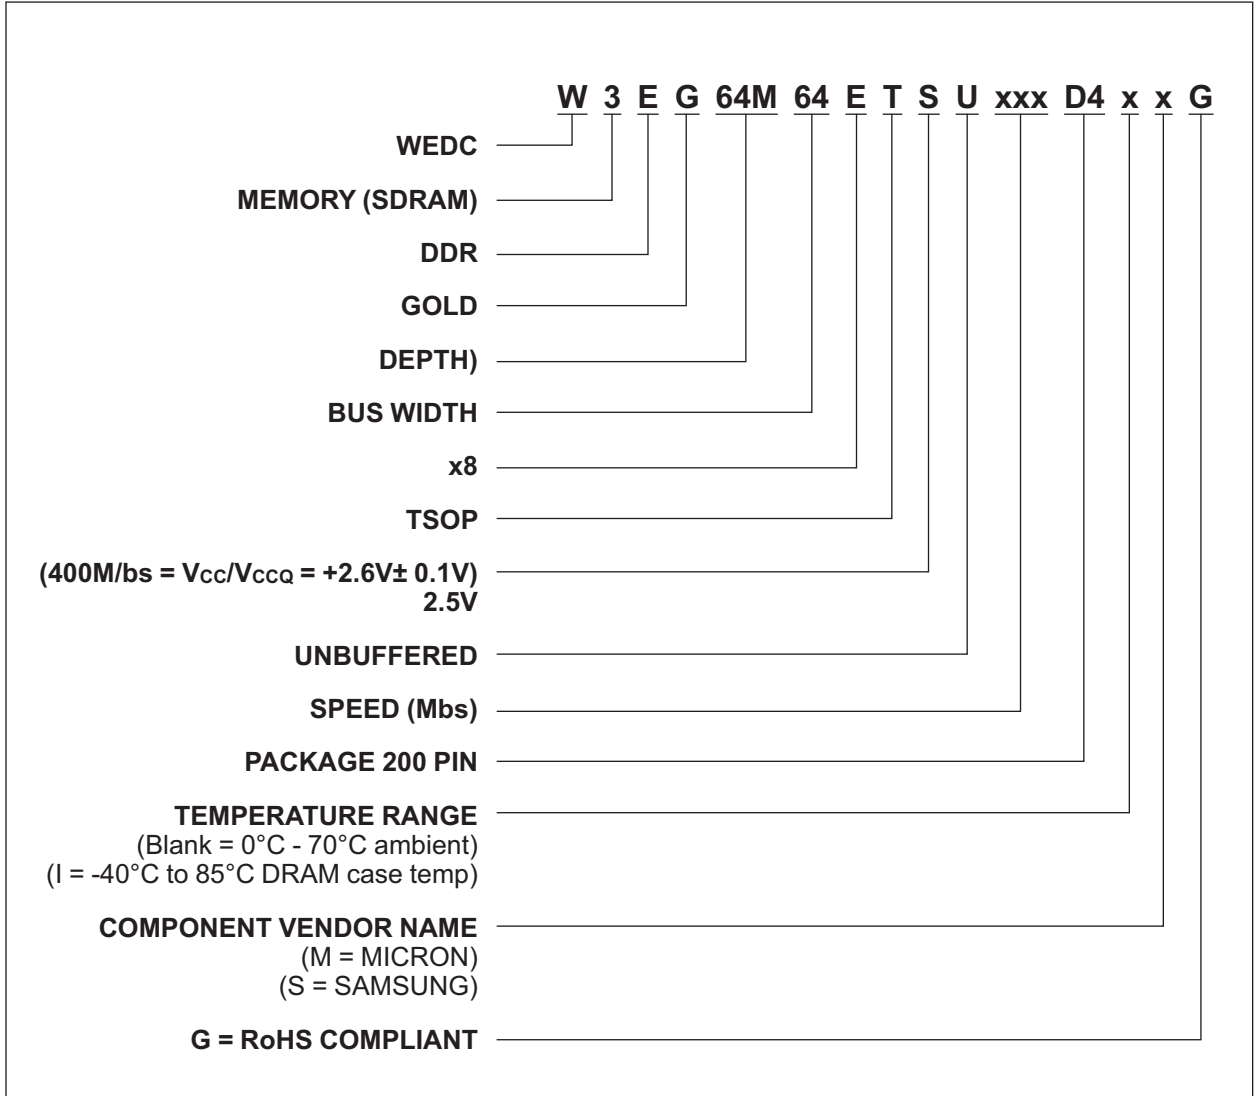 W 3 E G 64M 64 E T S U xxx D4 x x G
WEDC
MEMORY (SDRAM)
DDR
GOLD
DEPTH)
BUS WIDTH
x8
TSOP
(400M/bs = VCC/VCCQ = +2.6V± 0.1V)
2.5V
UNBUFFERED
SPEED (Mbs)
PACKAGE 200 PIN
TEMPERATURE RANGE
(Blank = 0°C - 70°C ambient)
(I = -40°C to 85°C DRAM case temp)
COMPONENT VENDOR NAME
(M = MICRON)
(S = SAMSUNG)
G = RoHS COMPLIANT